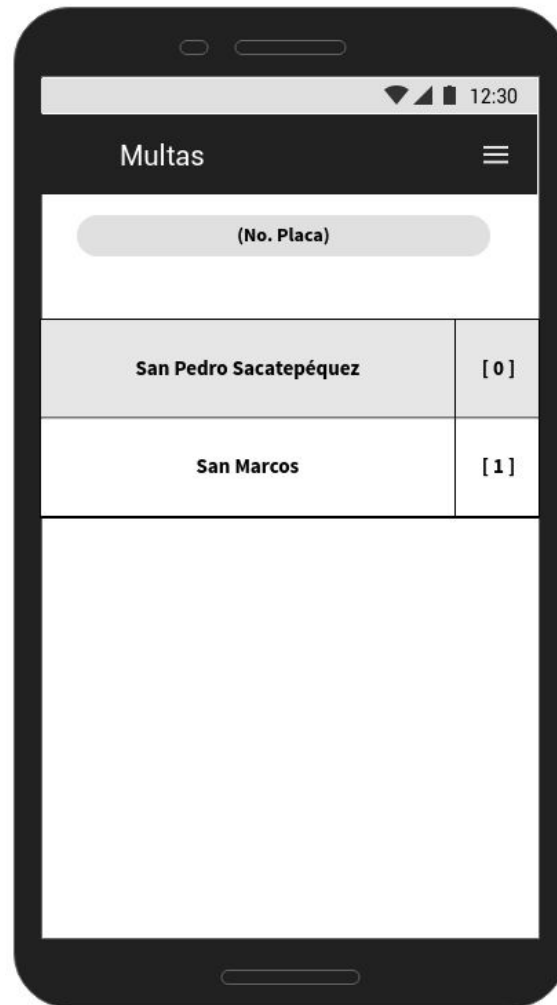 12:30
Multas
(No. Placa)
San Pedro Sacatepéquez [ 0 ]
San Marcos [ 1 ]